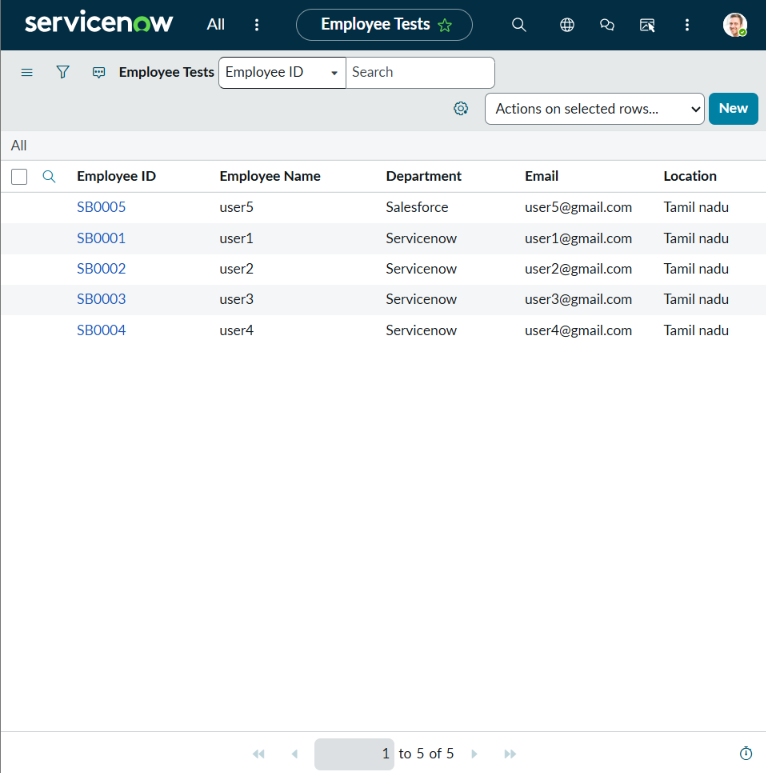 servicenow All Employee Tests
Employee Tests Employee ID Search
Actions on selected rows... New
All
Employee ID Employee Name Department Email Location
SB0005 user5 Salesforce user5@gmail.com Tamil nadu
SB0001 user1 Servicenow user1@gmail.com Tamil nadu
SB0002 user2 Servicenow user2@gmail.com Tamil nadu
SB0003 user3 Servicenow user3@gmail.com Tamil nadu
SB0004 user4 Servicenow user4@gmail.com Tamil nadu
1 to 5 of 5